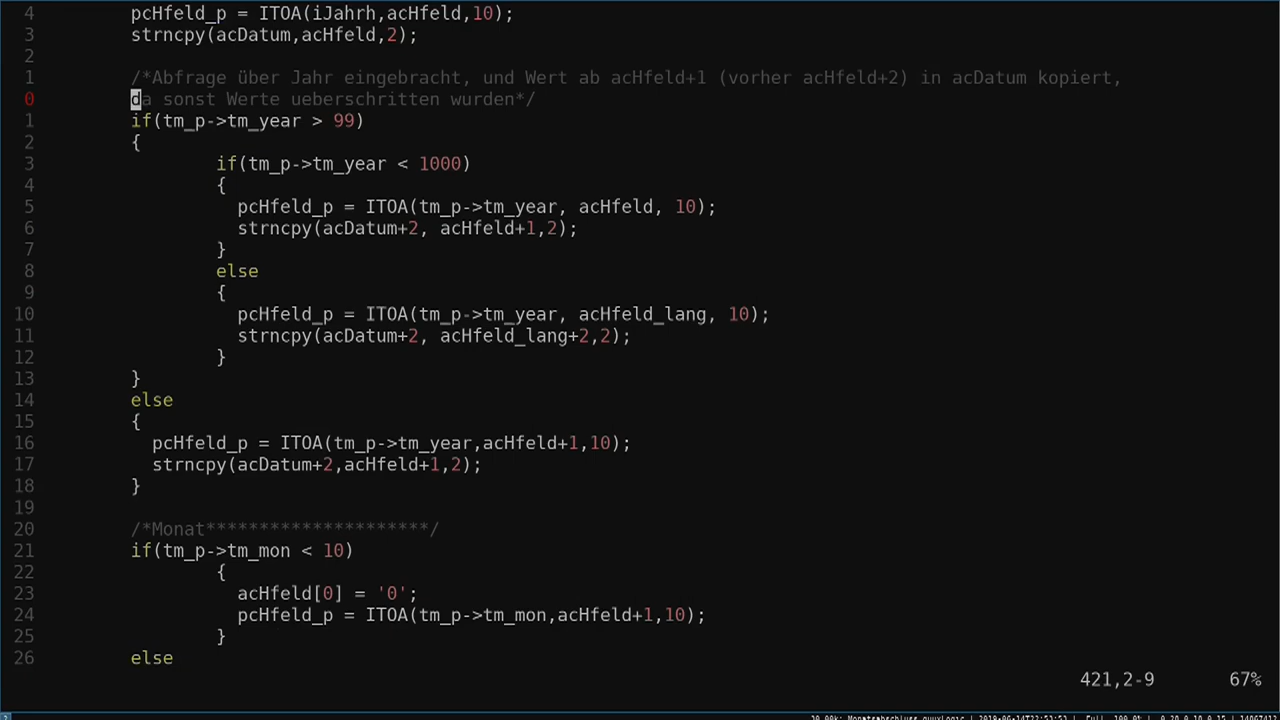 4 pcHfeld_p = ITOA(iJahrh,acHfeld,10);
3 strncpy(acDatum,acHfeld,2);
2
1 /*Abfrage über Jahr eingebracht, und Wert ab acHfeld+1 (vorher acHfeld+2) in acDatum kopiert,
0 da sonst Werte ueberschritten wurden*/
1 if(tm_p->tm_year > 99)
2 {
3 if(tm_p->tm_year < 1000)
4 {
5 pcHfeld_p = ITOA(tm_p->tm_year, acHfeld, 10);
6 strncpy(acDatum+2, acHfeld+1,2);
7 }
8 else
9 {
10 pcHfeld_p = ITOA(tm_p->tm_year, acHfeld_lang, 10);
11 strncpy(acDatum+2, acHfeld_lang+2,2);
12 }
13 }
14 else
15 {
16 pcHfeld_p = ITOA(tm_p->tm_year,acHfeld+1,10);
17 strncpy(acDatum+2,acHfeld+1,2);
18 }
19
20 /*Monat*********************/
21 if(tm_p->tm_mon < 10)
22 {
23 acHfeld[0] = '0';
24 pcHfeld_p = ITOA(tm_p->tm_mon,acHfeld+1,10);
25 }
26 else
421,2-9 67%